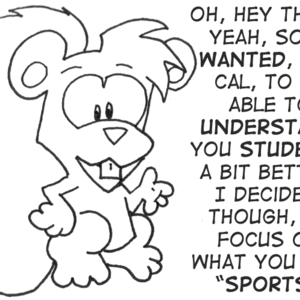 OH, HEY TH
YEAH, SO
WANTED,
CAL, TO
ABLE TO
UNDERSTA
YOU STUDE
A BIT BETT
I DECIDE
THOUGH,
FOCUS O
WHAT YOU
"SPORTS